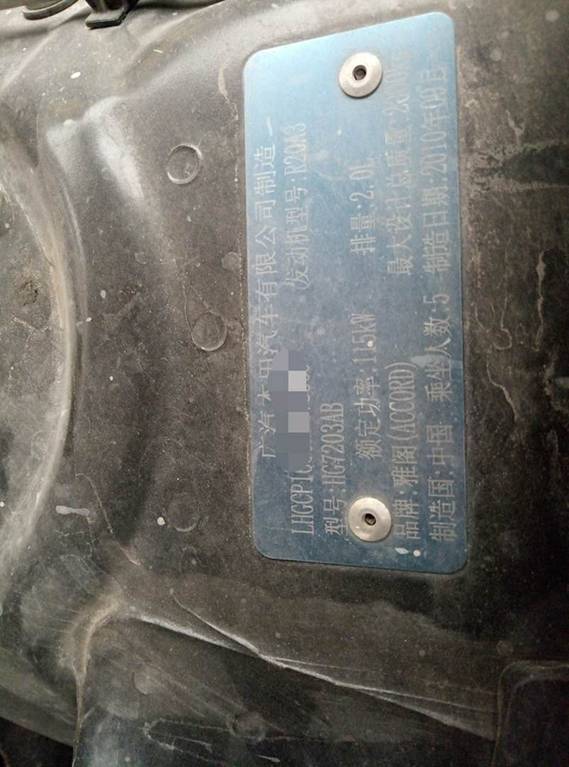 广汽本田汽车有限公司制造
LHGCP1
型号:HG7203AB 发动机型号:R20A3
额定功率:115kW 排量:2.0L
品牌:雅阁(ACCORD) 最大设计总质量:
制造国:中国 乘坐人数:5 制造日期:2010年09月